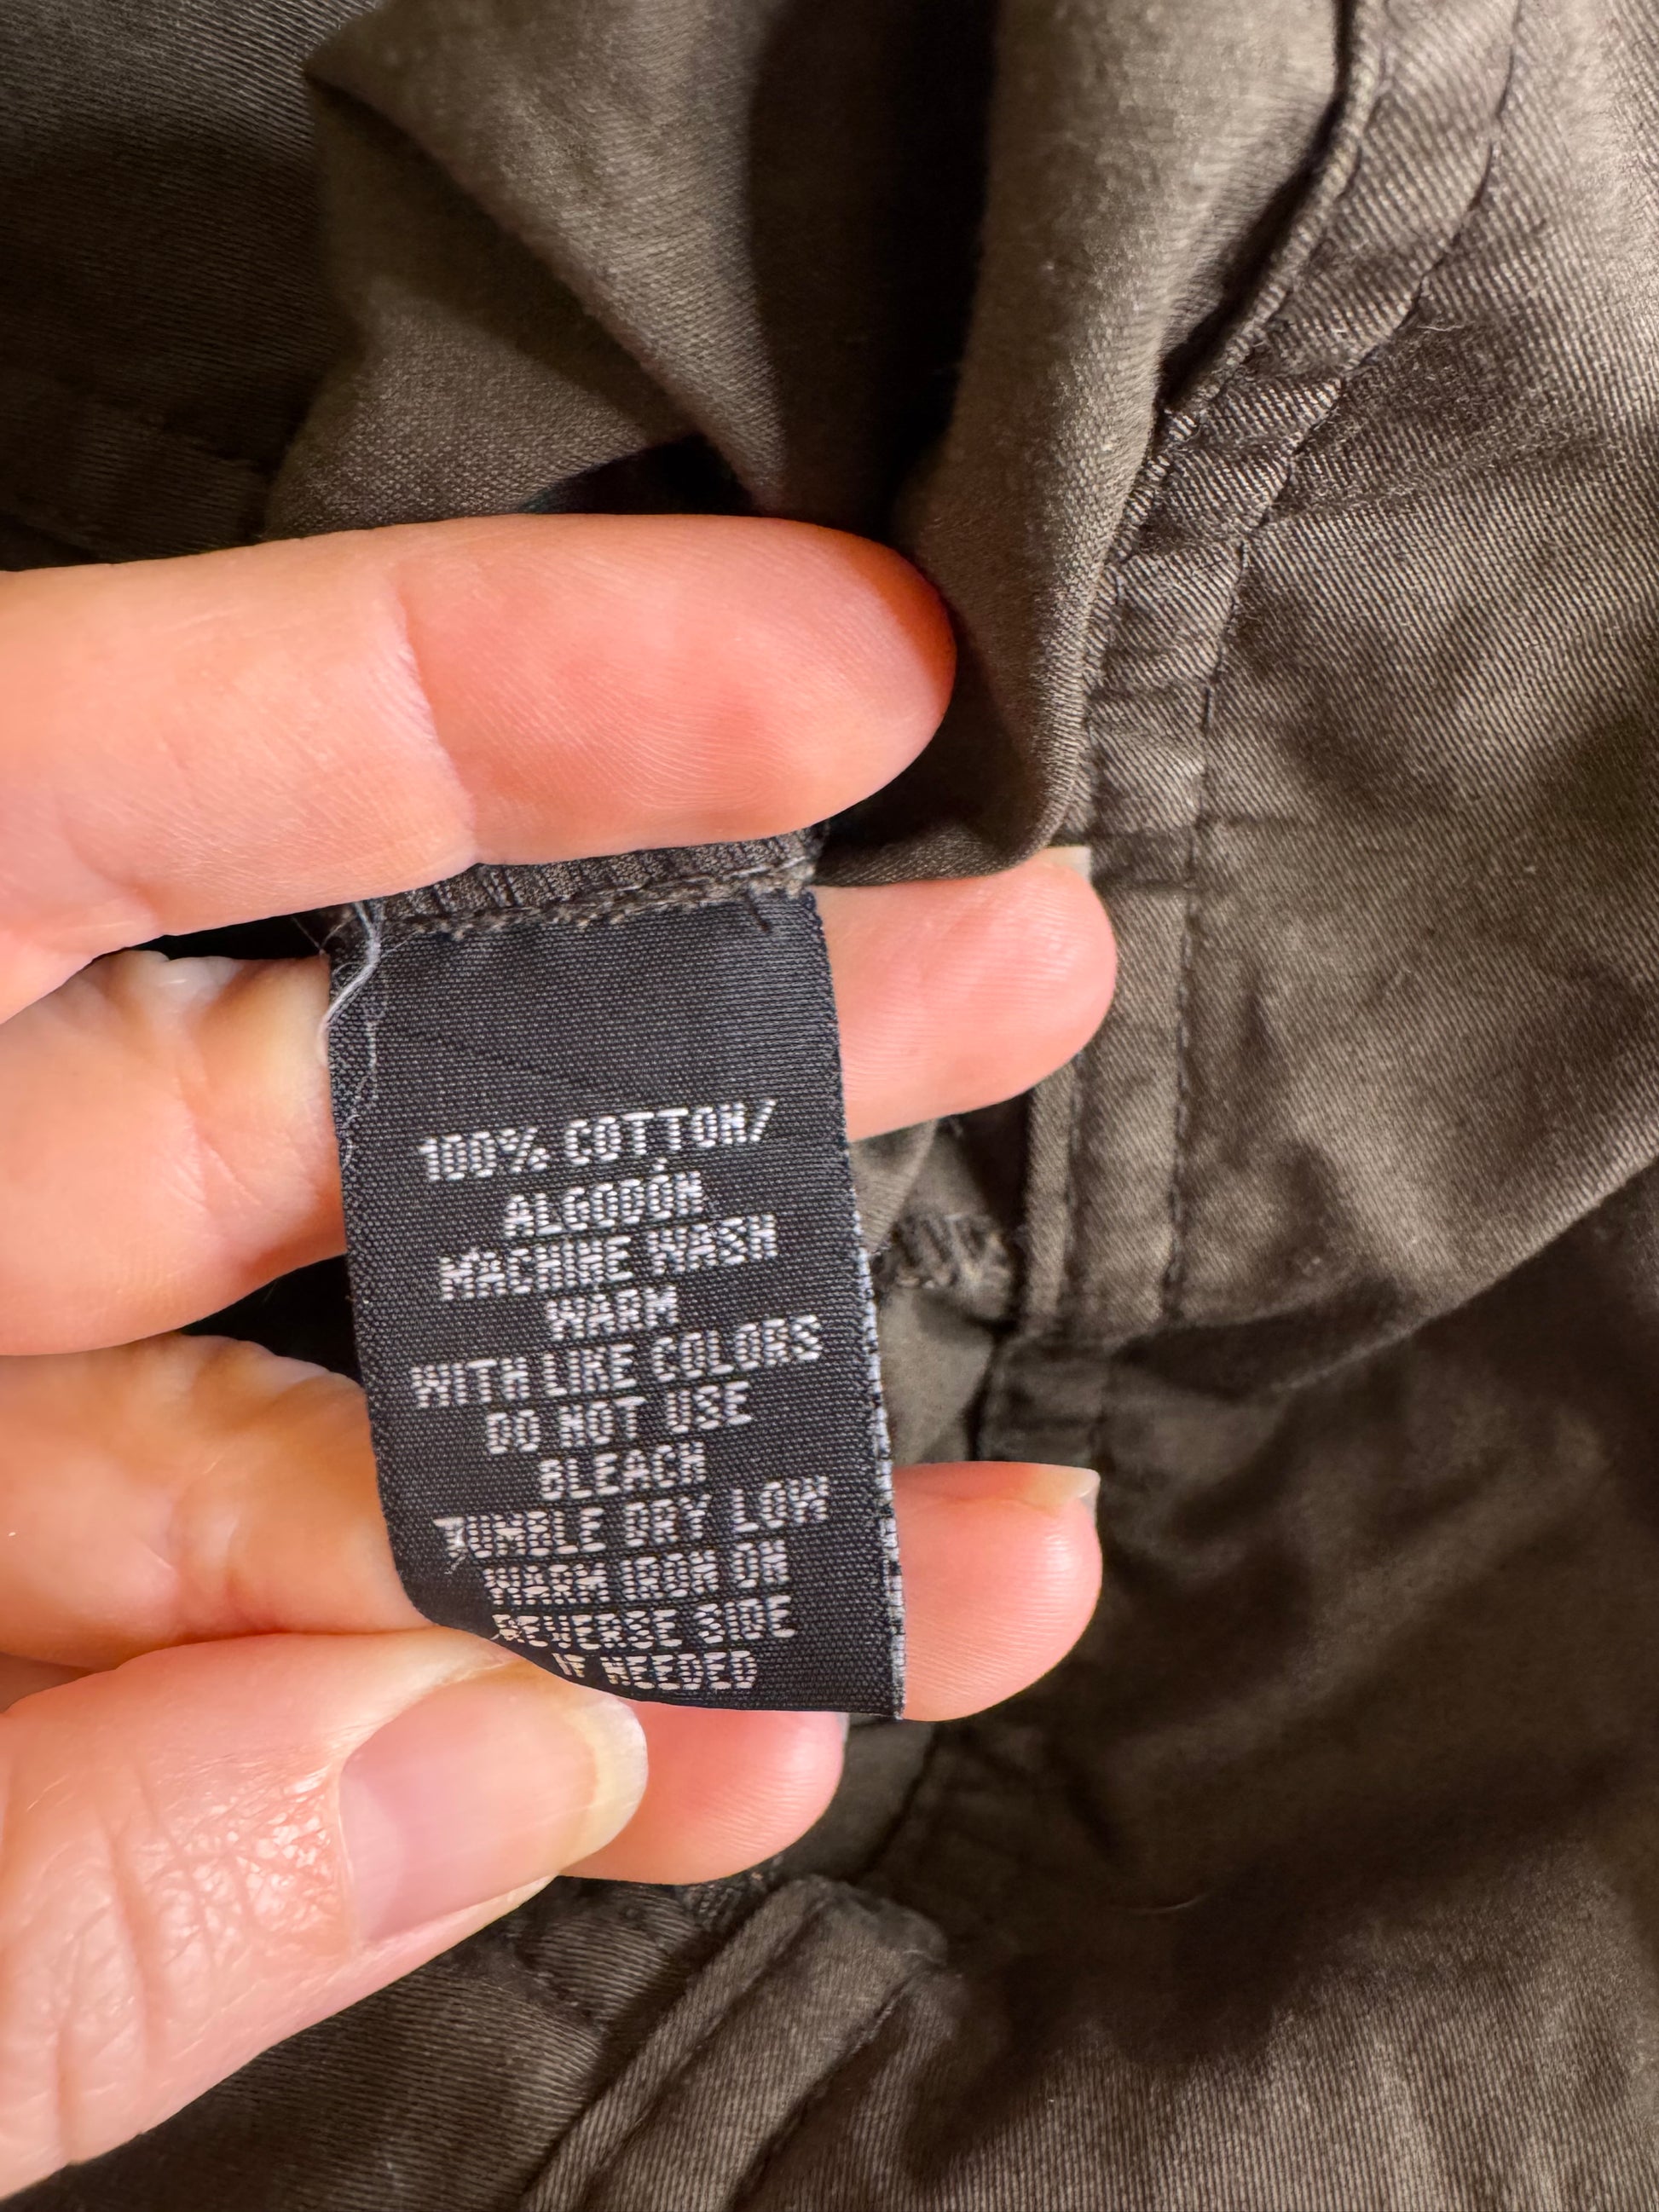 100% COTTON/
ALGODÓN
MACHINE WASH
WARM
WITH LIKE COLORS
DO NOT USE
BLEACH
TUMBLE DRY LOW
WARM IRON ON
REVERSE SIDE
IF NEEDED